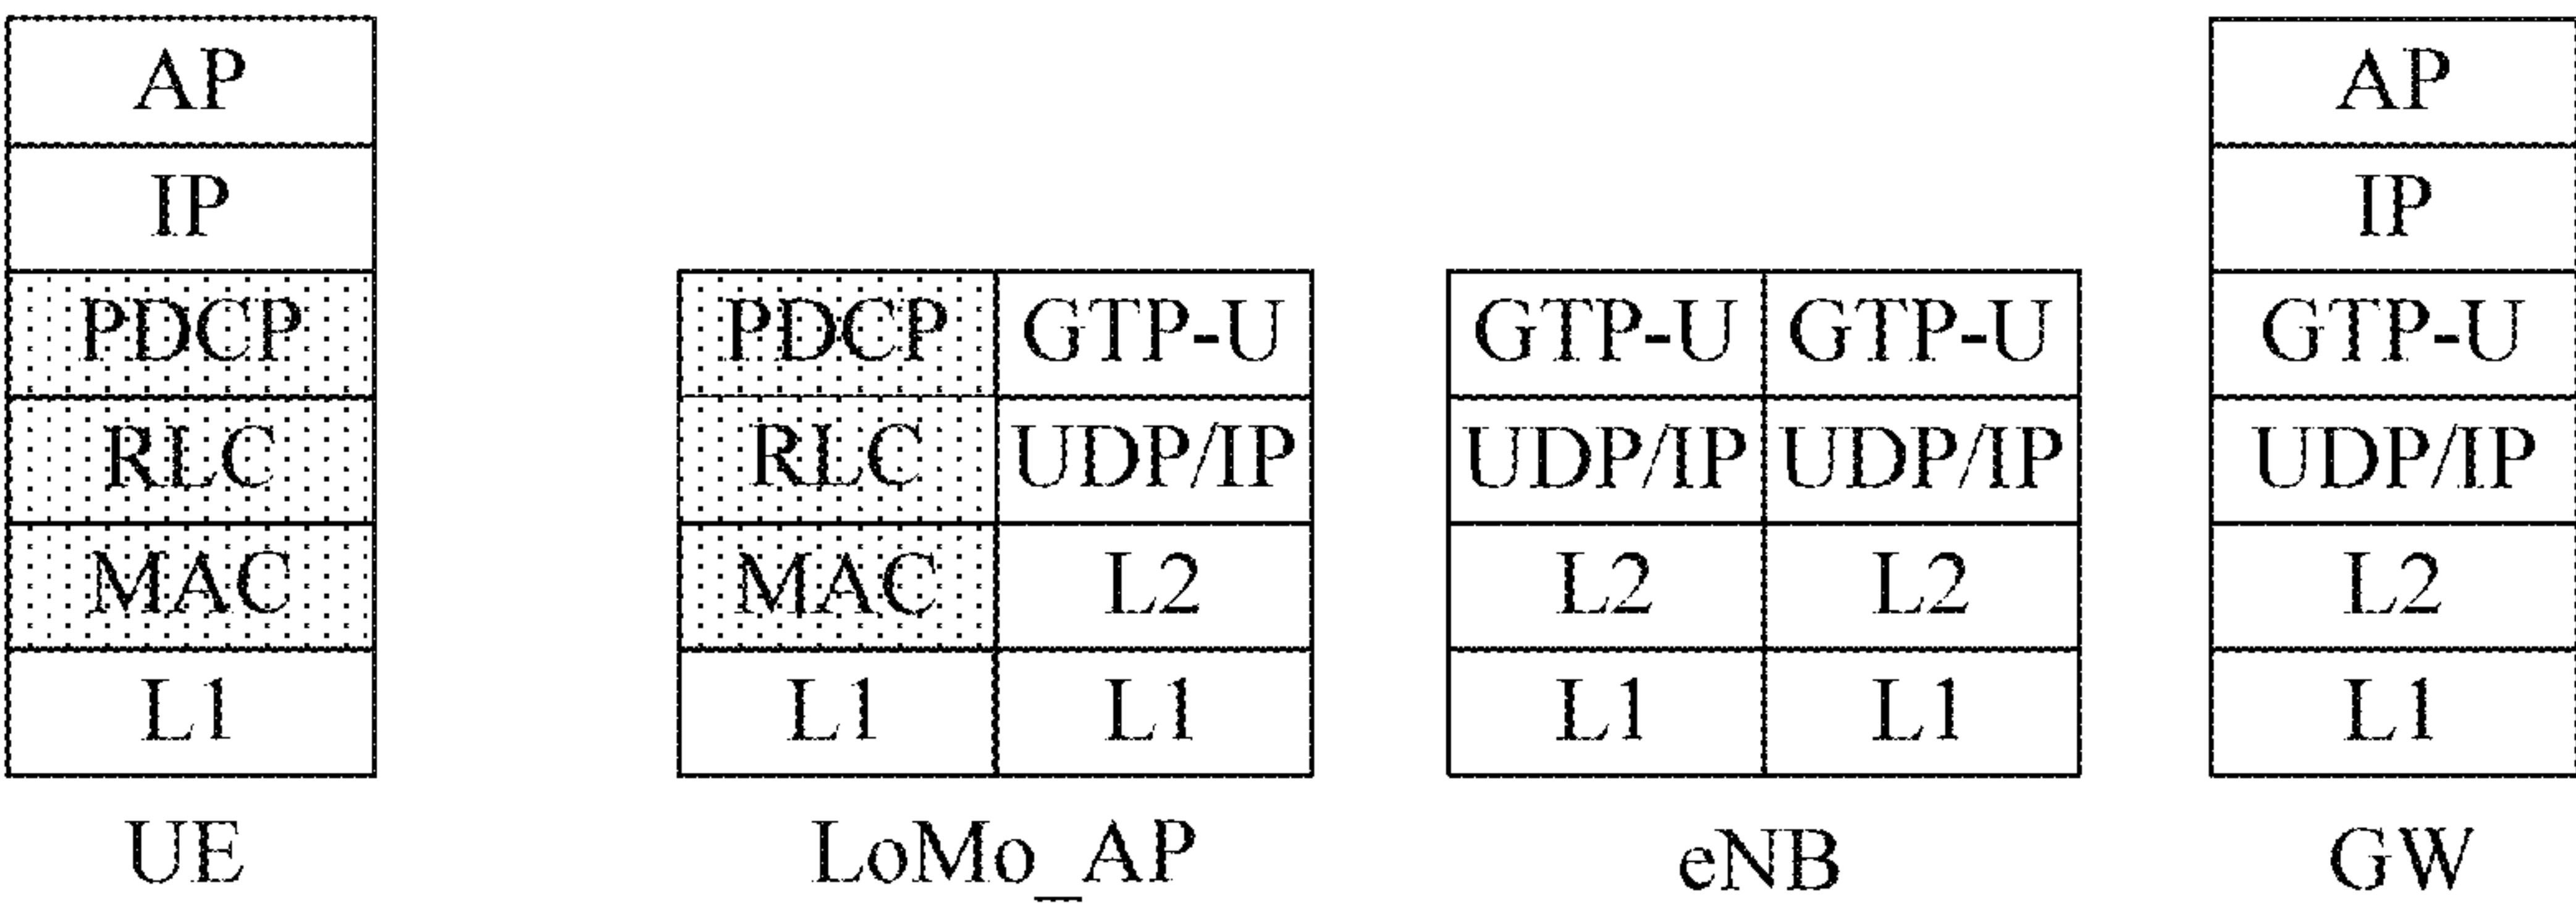 AP AP
IP IP
PDCP PDCP GTP-U GTP-U GTP-U GTP-U
RLC RLC UDP/IP UDP/IP UDP/IP UDP/IP
MAC MAC L2 L2 L2 L2
L1 L1 L1 L1 L1 L1
UE LoMo_AP eNB GW